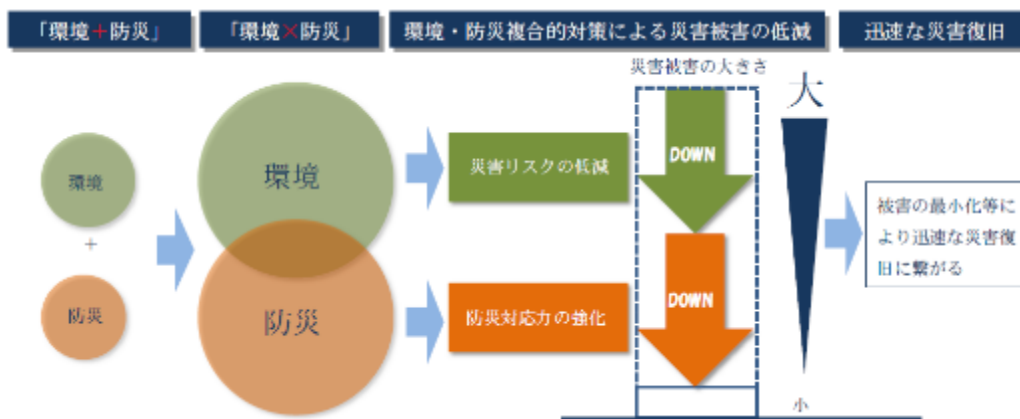 「環境+防災」
「環境×防災」
環境・防災複合的対策による災害被害の低減
迅速な災害復旧
環境
+
防災
環境
防災
災害リスクの低減
防災対応力の強化
災害被害の大きさ
DOWN
DOWN
大
小
被害の最小化等に
より迅速な災害復
旧に繋がる